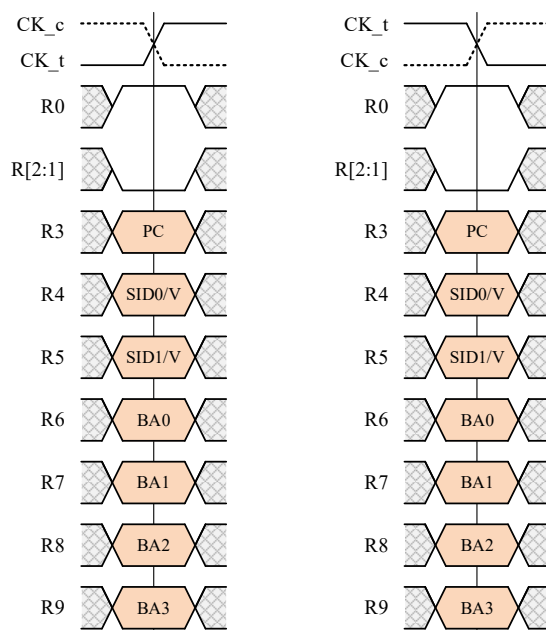 CK_c CK_t
CK_t CK_c
R0 R0
R[2:1] R[2:1]
R3 PC R3 PC
R4 SID0/V R4 SID0/V
R5 SID1/V R5 SID1/V
R6 BA0 R6 BA0
R7 BA1 R7 BA1
R8 BA2 R8 BA2
R9 BA3 R9 BA3